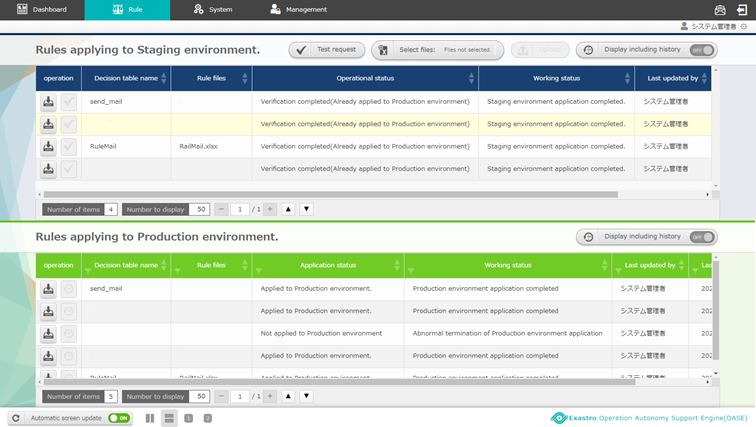 Dashboard Rule System Management
システム管理者
Rules applying to Staging environment. Test request Select files: Files not selected. Upload Display including history OFF
operation Decision table name Rule files Operational status Working status Last updated by
send_mail Verification completed(Already applied to Production environment) Staging environment application completed. システム管理者
Verification completed(Already applied to Production environment) Staging environment application completed. システム管理者
RuleMail RailMail.xlsx Verification completed(Already applied to Production environment) Staging environment application completed. システム管理者
Verification completed(Already applied to Production environment) Staging environment application completed. システム管理者
Number of items 4 Number to display 50 1 / 1
Rules applying to Production environment. Display including history OFF
operation Decision table name Rule files Application status Working status Last updated by Las
send_mail Applied to Production environment. Production environment application completed システム管理者 202
Applied to Production environment. Production environment application completed システム管理者 202
Not applied to Production environment Abnormal termination of Production environment application システム管理者 202
Applied to Production environment. Production environment application completed システム管理者 202
RuleMail RailMail.xlsx Applied to Production environment. Production environment application completed システム管理者 202
Number of items 5 Number to display 50 1 / 1
Automatic screen update ON 1 2 Exastro Operation Autonomy Support Engine(OASE)